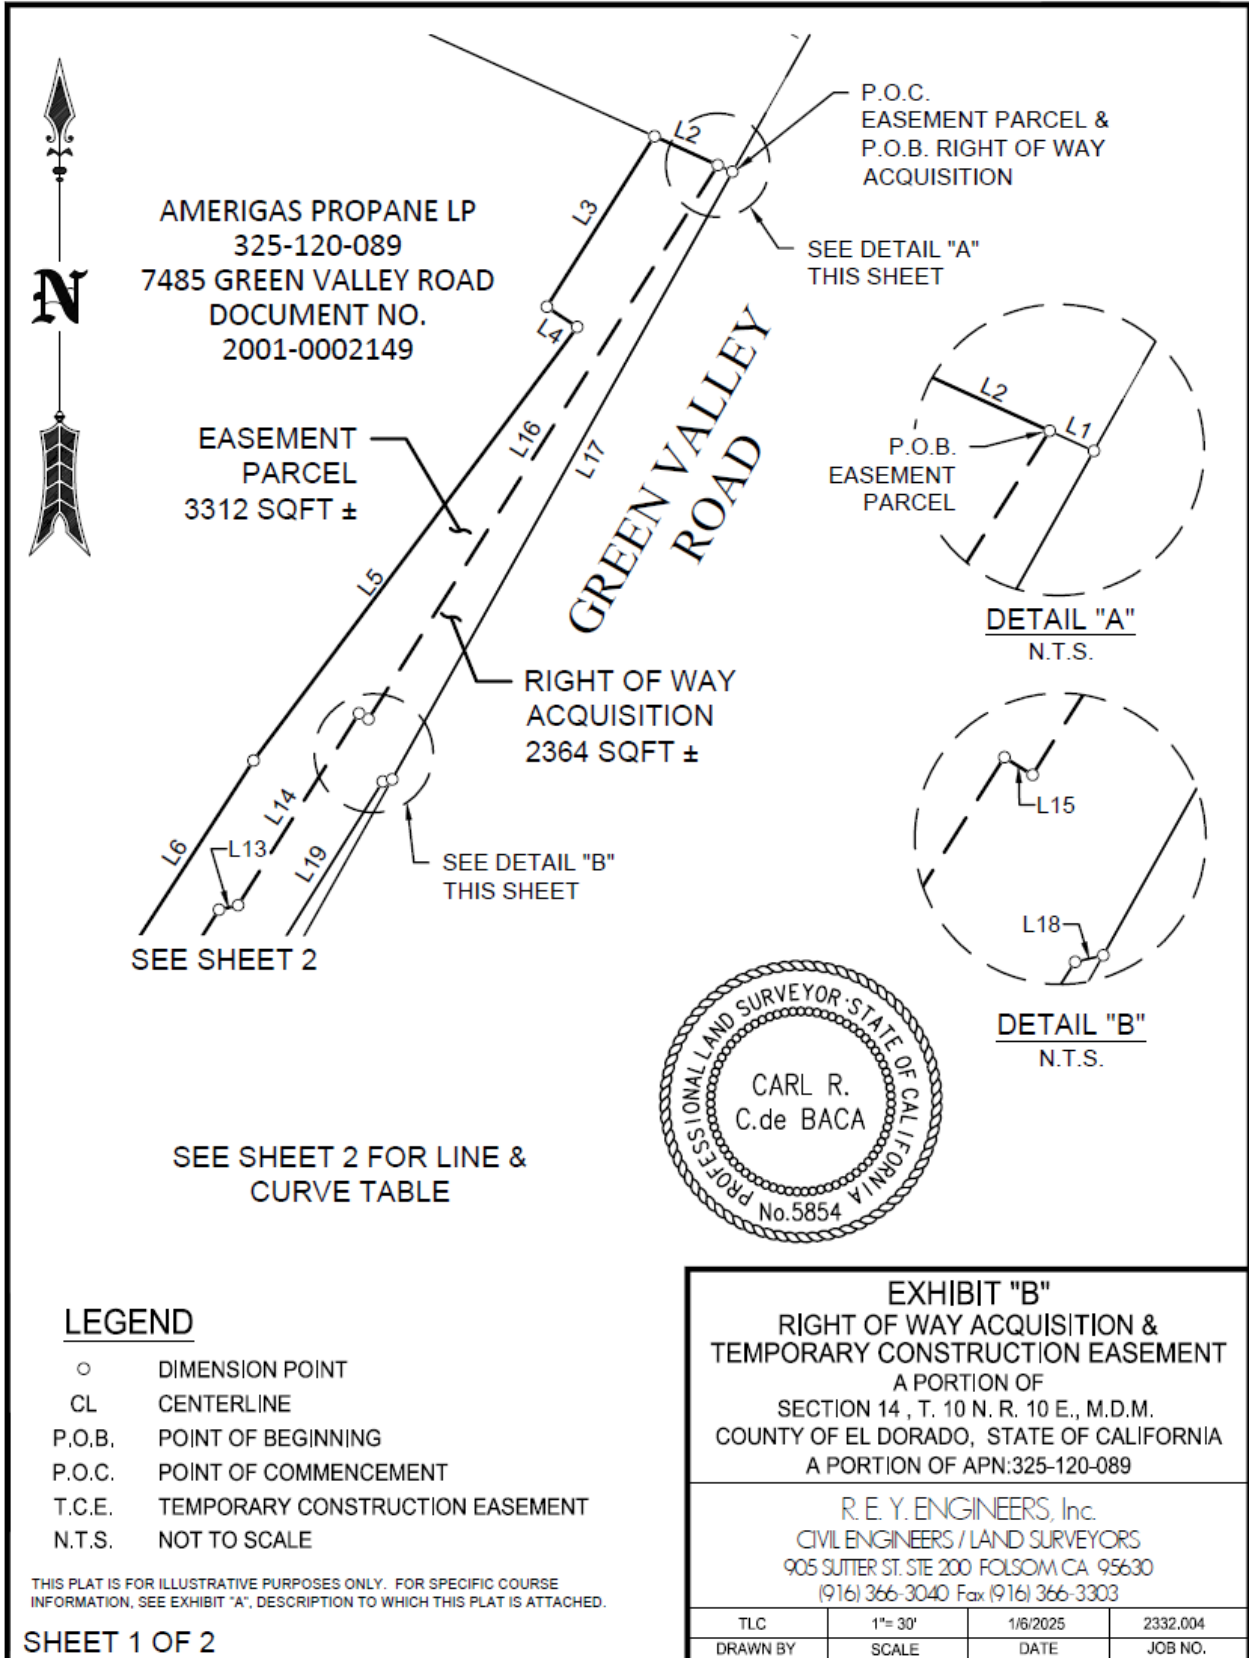 P.O.C.
EASEMENT PARCEL &
P.O.B. RIGHT OF WAY
ACQUISITION
L2
L3
AMERIGAS PROPANE LP
325-120-089
7485 GREEN VALLEY ROAD
DOCUMENT NO.
2001-0002149
N
SEE DETAIL "A"
THIS SHEET
L4
GREEN VALLEY
ROAD
L2
L1
P.O.B.
EASEMENT
PARCEL
DETAIL "A"
N.T.S.
EASEMENT
PARCEL
3312 SQFT ±
L16
L17
L5
RIGHT OF WAY
ACQUISITION
2364 SQFT ±
L15
L18
DETAIL "B"
N.T.S.
L14
L6
L13
L19
SEE DETAIL "B"
THIS SHEET
SEE SHEET 2
PROFESSIONAL LAND SURVEYOR · STATE OF CALIFORNIA
CARL R.
C.de BACA
No.5854
SEE SHEET 2 FOR LINE &
CURVE TABLE
LEGEND
DIMENSION POINT
CL CENTERLINE
P.O.B. POINT OF BEGINNING
P.O.C. POINT OF COMMENCEMENT
T.C.E. TEMPORARY CONSTRUCTION EASEMENT
N.T.S. NOT TO SCALE
THIS PLAT IS FOR ILLUSTRATIVE PURPOSES ONLY. FOR SPECIFIC COURSE
INFORMATION, SEE EXHIBIT "A", DESCRIPTION TO WHICH THIS PLAT IS ATTACHED.
SHEET 1 OF 2
EXHIBIT "B"
RIGHT OF WAY ACQUISITION &
TEMPORARY CONSTRUCTION EASEMENT
A PORTION OF
SECTION 14 , T. 10 N. R. 10 E., M.D.M.
COUNTY OF EL DORADO, STATE OF CALIFORNIA
A PORTION OF APN:325-120-089
R. E. Y. ENGINEERS, Inc.
CIVIL ENGINEERS / LAND SURVEYORS
905 SUTTER ST. STE 200 FOLSOM CA 95630
(916) 366-3040 Fax (916) 366-3303
TLC 1"= 30' 1/6/2025 2332.004
DRAWN BY SCALE DATE JOB NO.